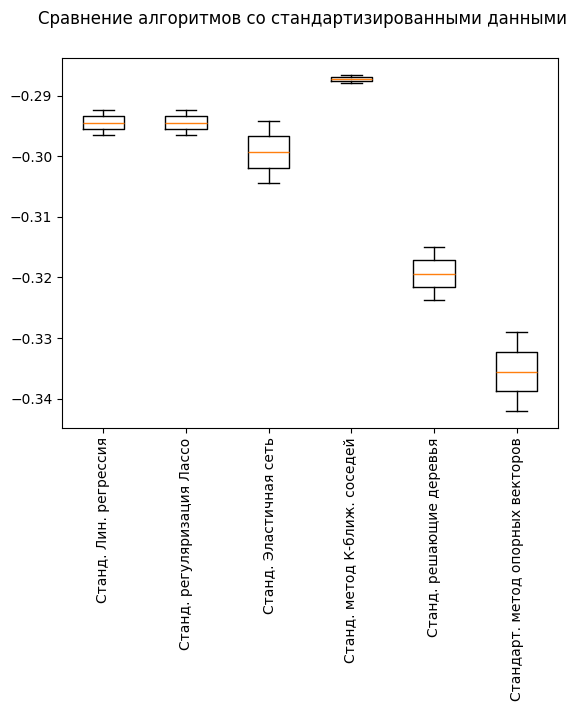 Сравнение алгоритмов со стандартизированными данными
−0.29
−0.30
−0.31
−0.32
−0.33
−0.34
Станд. Лин. регрессия
Станд. регуляризация Лассо
Станд. Эластичная сеть
Станд. метод К-ближ. соседей
Станд. решающие деревья
Стандарт. метод опорных векторов